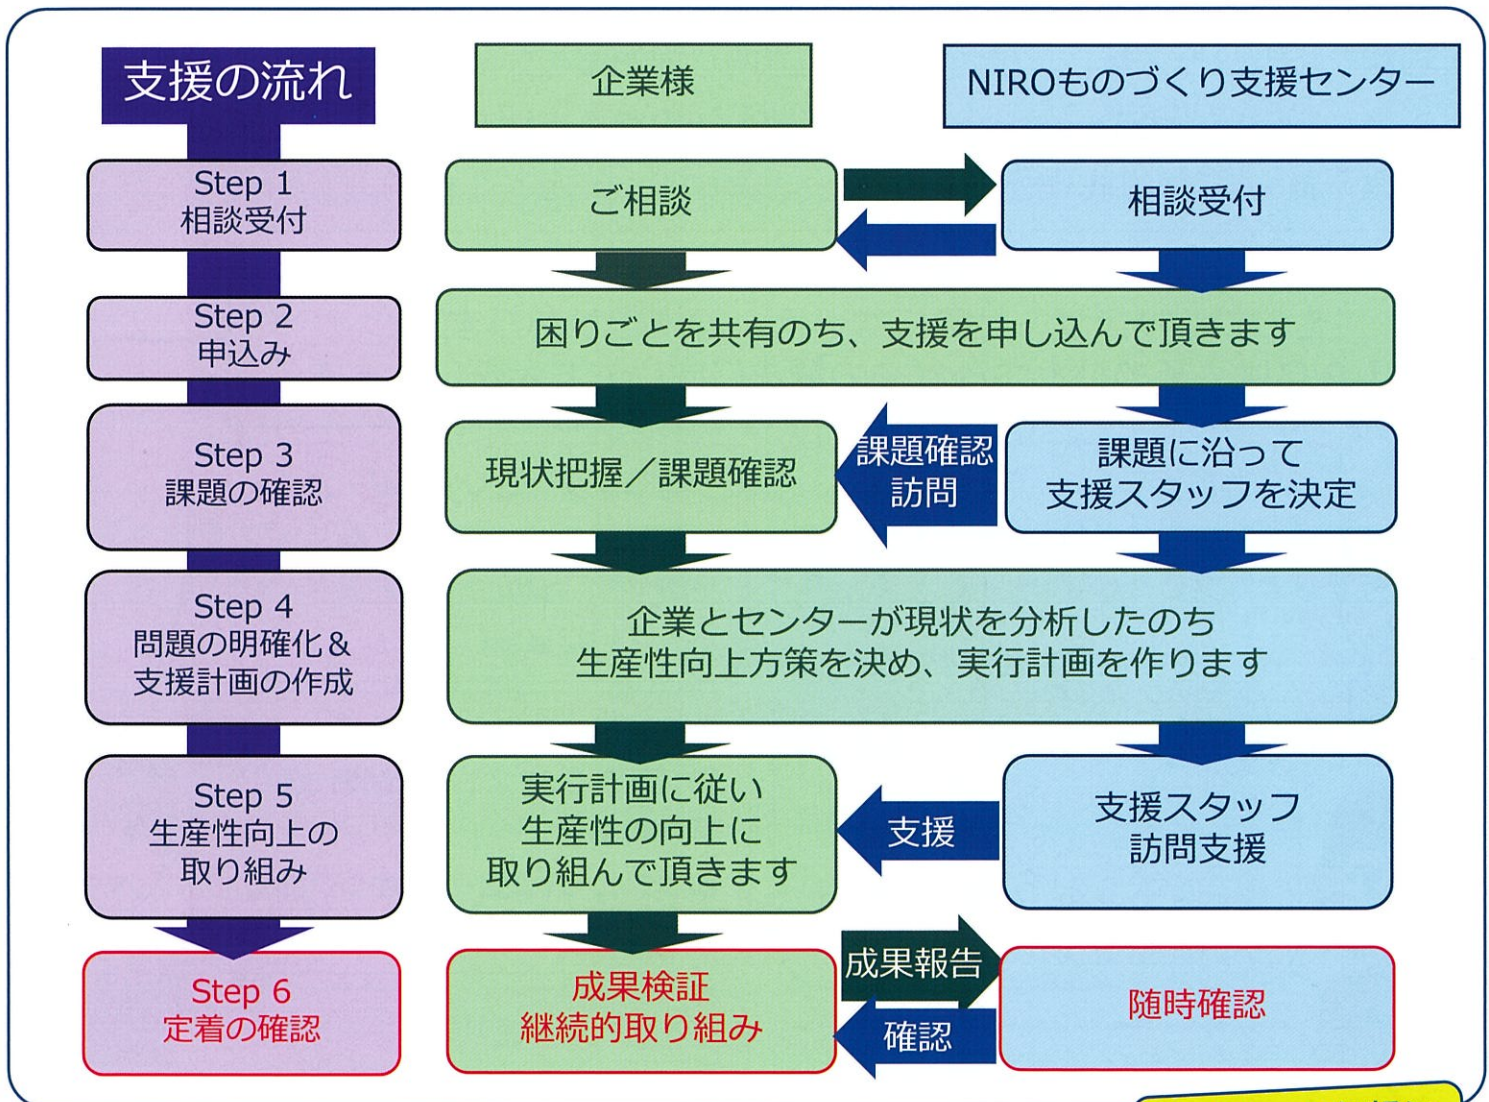 支援の流れ
企業様
NIROものづくり支援センター
Step 1
相談受付
ご相談
相談受付
Step 2
申込み
困りごとを共有のち、支援を申し込んで頂きます
Step 3
課題の確認
現状把握／課題確認
課題確認
訪問
課題に沿って
支援スタッフを決定
Step 4
問題の明確化＆
支援計画の作成
企業とセンターが現状を分析したのち
生産性向上方策を決め、実行計画を作ります
Step 5
生産性向上の
取り組み
実行計画に従い
生産性の向上に
取り組んで頂きます
支援
支援スタッフ
訪問支援
Step 6
定着の確認
成果検証
継続的取り組み
成果報告
確認
随時確認